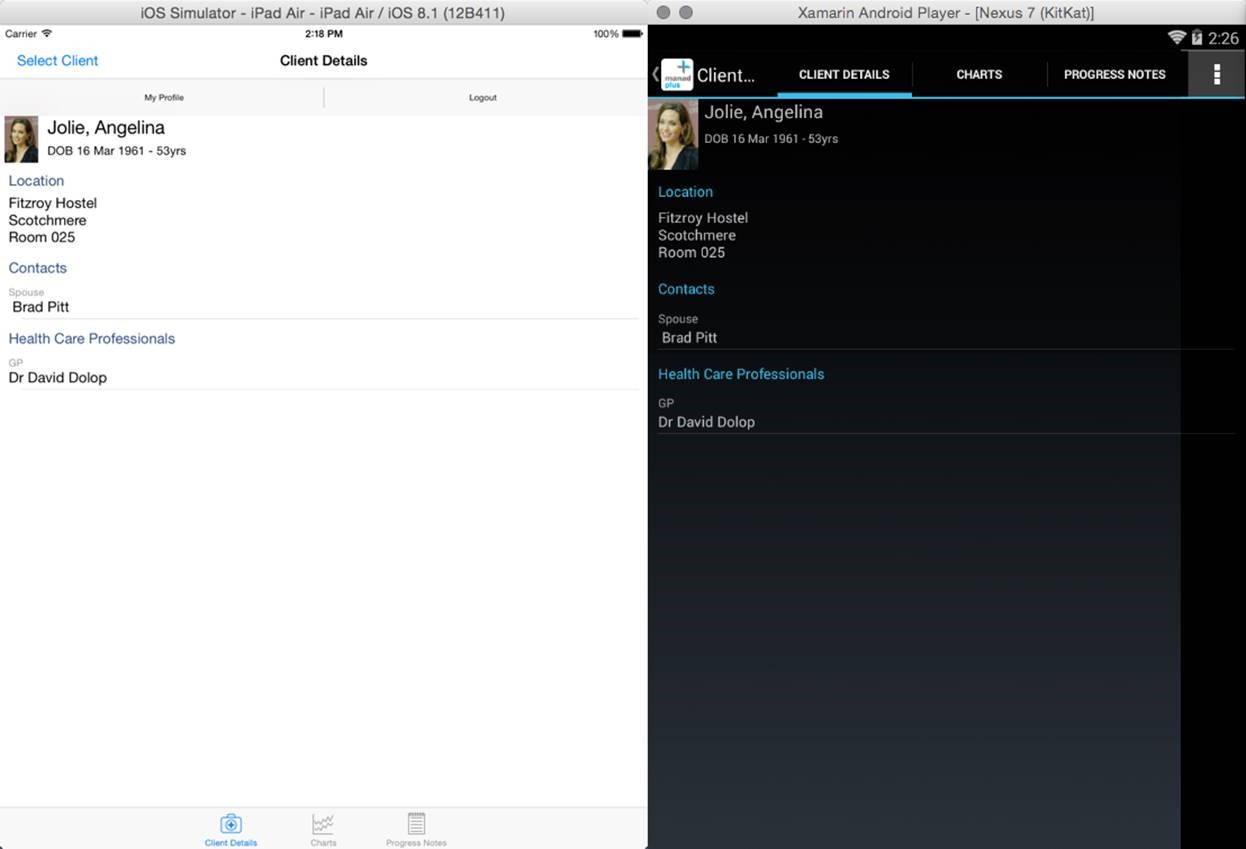 iOS Simulator - iPad Air - iPad Air / iOS 8.1 (12B411)
Carrier 2:18 PM 100%
Select Client Client Details
My Profile Logout
Jolie, Angelina
DOB 16 Mar 1961 - 53yrs
Location
Fitzroy Hostel
Scotchmere
Room 025
Contacts
Spouse
Brad Pitt
Health Care Professionals
GP
Dr David Dolop
Client Details Charts Progress Notes
Xamarin Android Player - [Nexus 7 (KitKat)]
2:26
manad
plus
Client... CLIENT DETAILS CHARTS PROGRESS NOTES
Jolie, Angelina
DOB 16 Mar 1961 - 53yrs
Location
Fitzroy Hostel
Scotchmere
Room 025
Contacts
Spouse
Brad Pitt
Health Care Professionals
GP
Dr David Dolop